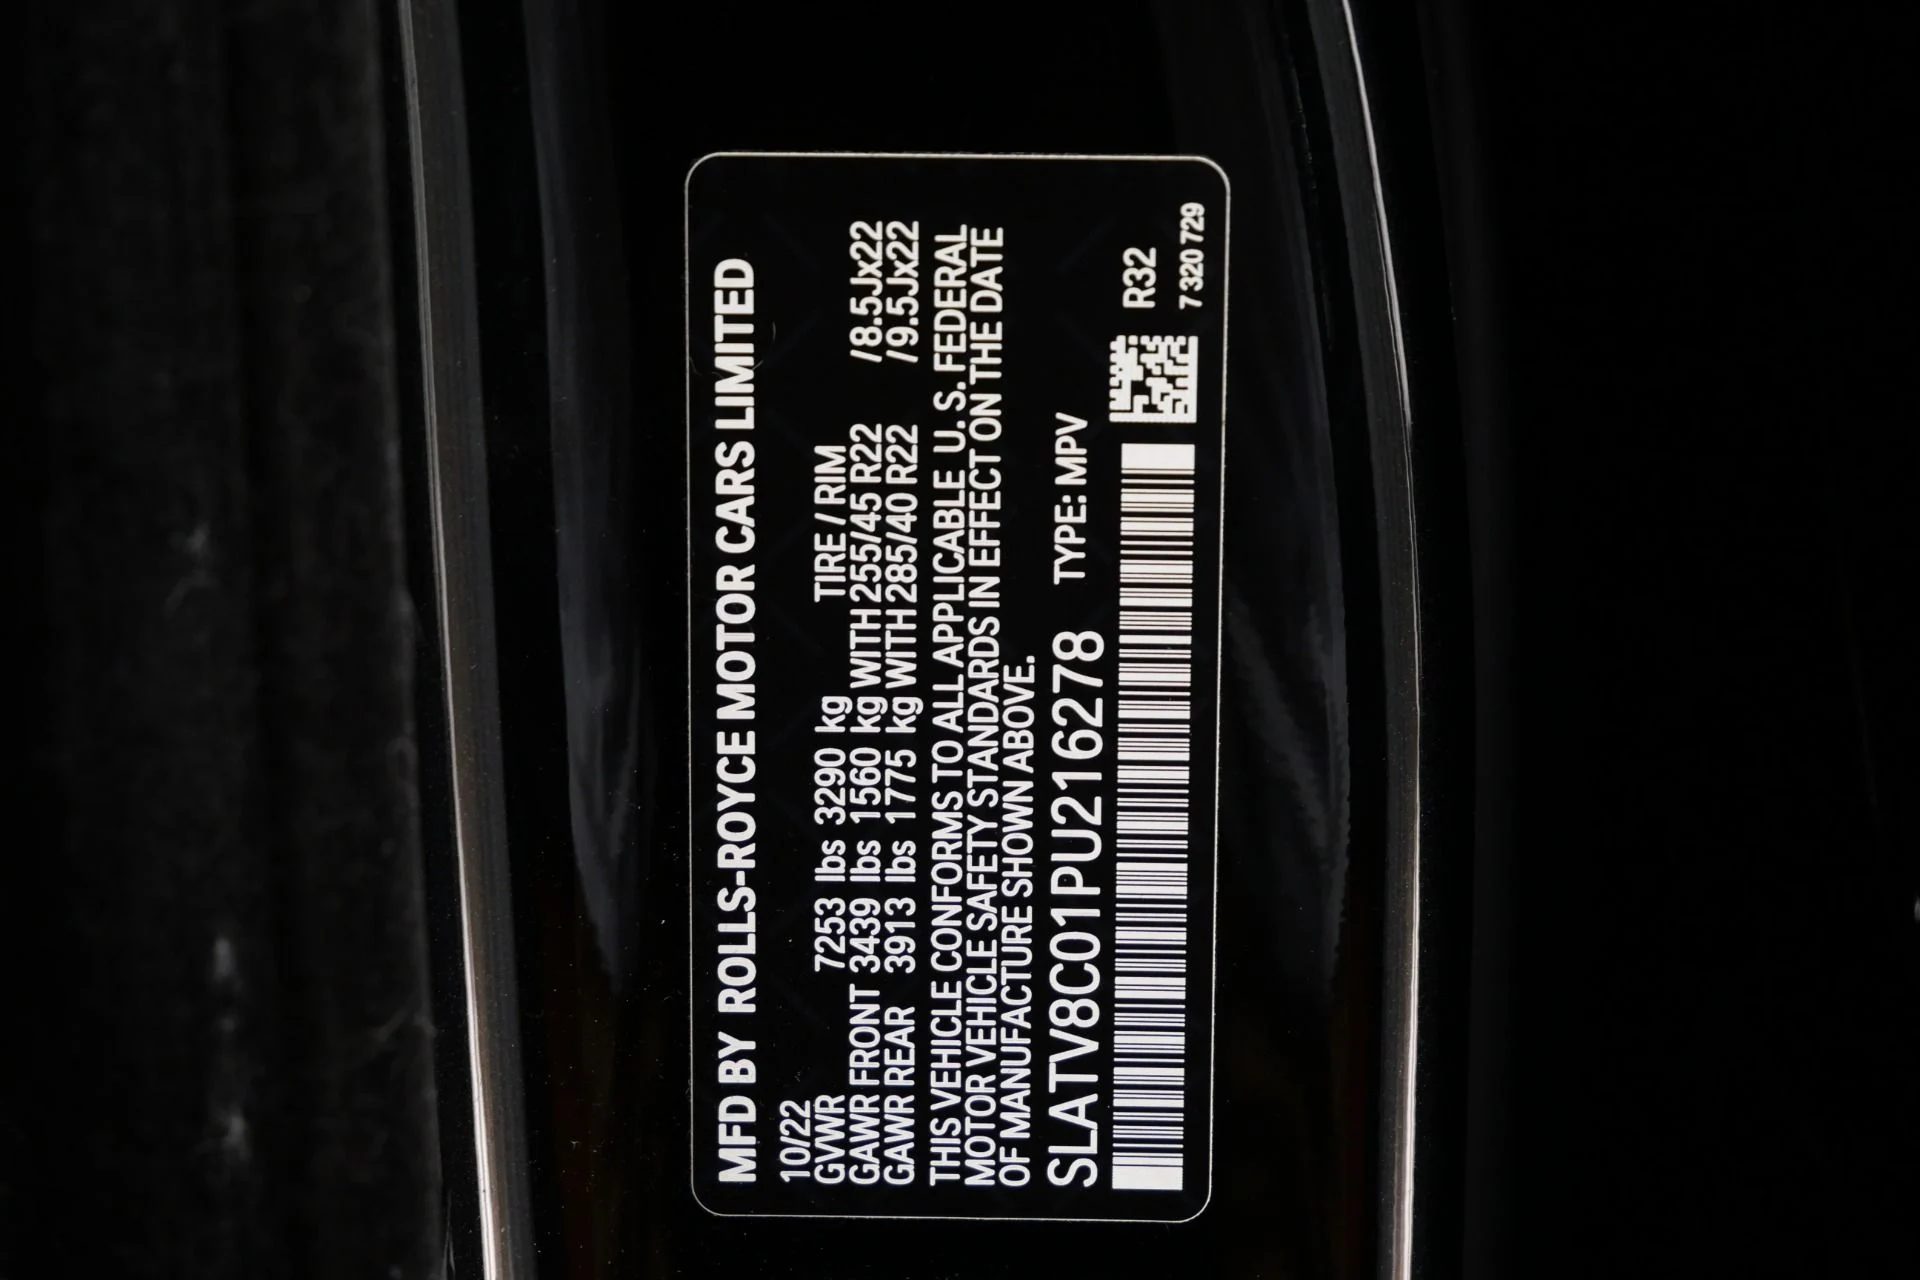 MFD BY ROLLS-ROYCE MOTOR CARS LIMITED
10/22
GVWR 7253 lbs 3290 kg TIRE / RIM
GAWR FRONT 3439 lbs 1560 kg WITH 255/45 R22 / 8.5Jx22
GAWR REAR 3913 lbs 1775 kg WITH 285/40 R22 / 9.5Jx22
THIS VEHICLE CONFORMS TO ALL APPLICABLE U. S. FEDERAL
MOTOR VEHICLE SAFETY STANDARDS IN EFFECT ON THE DATE
OF MANUFACTURE SHOWN ABOVE.
SLATV8C01PU216278 TYPE: MPV
R32
7 320 729